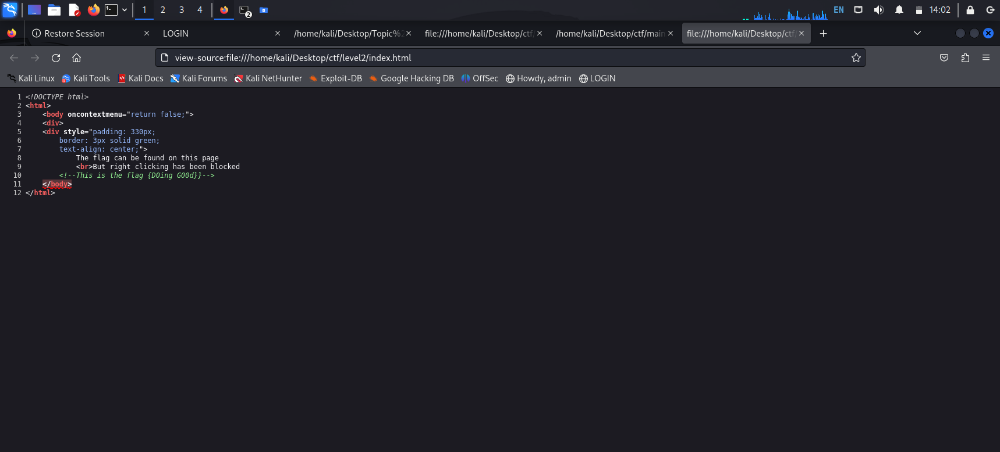 1 2 3 4 2 EN 14:02
Restore Session LOGIN /home/kali/Desktop/Topic%2 file:///home/kali/Desktop/ctf/ /home/kali/Desktop/ctf/main file:///home/kali/Desktop/ctf/
view-source:file:///home/kali/Desktop/ctf/level2/index.html
Kali Linux Kali Tools Kali Docs Kali Forums Kali NetHunter Exploit-DB Google Hacking DB OffSec Howdy, admin LOGIN
1 <!DOCTYPE html>
2 <html>
3     <body oncontextmenu="return false;">
4     <div>
5     <div style="padding: 330px;
6         border: 3px solid green;
7         text-align: center;">
8             The flag can be found on this page
9             <br>But right clicking has been blocked
10         <!--This is the flag {D0ing G00d}}-->
11     </body>
12 </html>